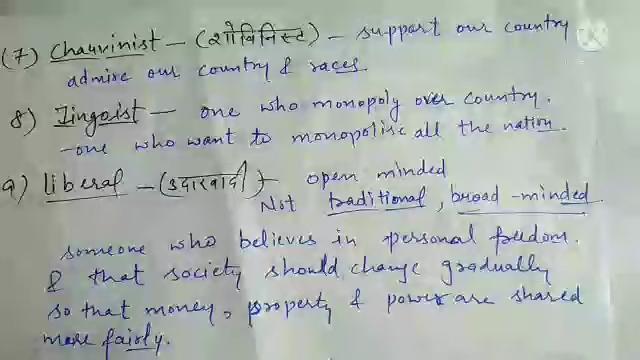 (7) Chauvinist - (शोविनिस्ट) - support our country
admire our country & races
8) Jingoist - one who monopoly over country.
- one who want to monopolise all the nation.
9) liberal - (उदारवादी) - open minded
Not traditional, broad-minded.
someone who believes in personal freedom.
& that society should change gradually
so that money, property & power are shared
more fairly.